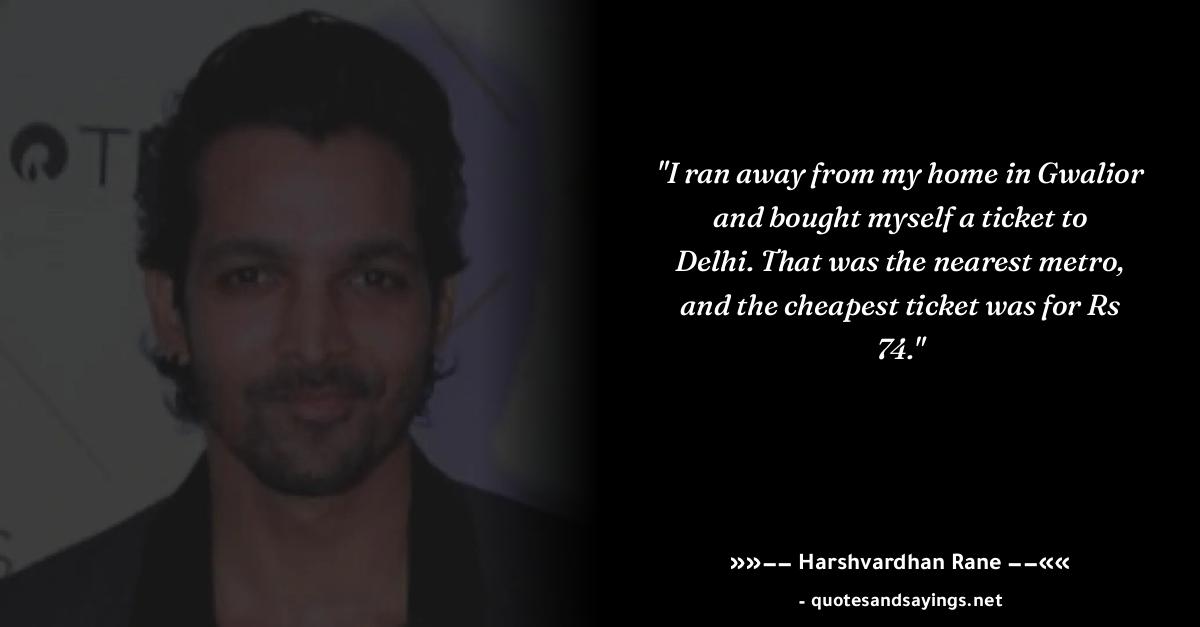 "I ran away from my home in Gwalior
and bought myself a ticket to
Delhi. That was the nearest metro,
and the cheapest ticket was for Rs
74."
»»–– Harshvardhan Rane ––««
- quotesandsayings.net